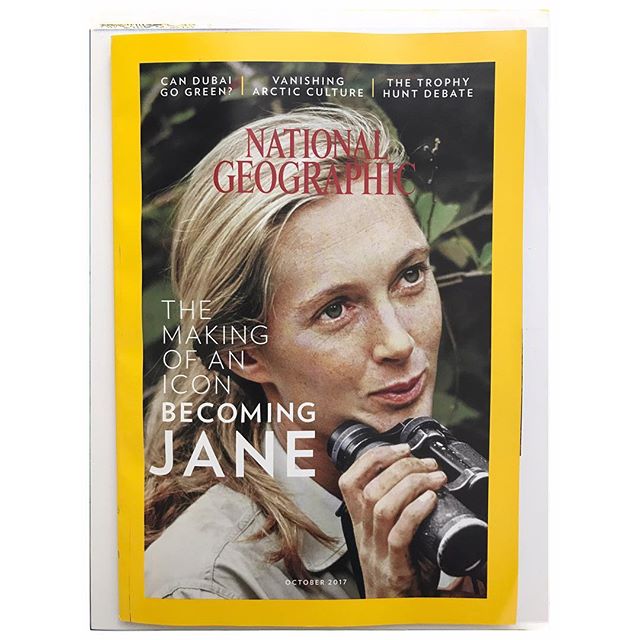 CAN DUBAI
GO GREEN?
VANISHING
ARCTIC CULTURE
THE TROPHY
HUNT DEBATE
NATIONAL
GEOGRAPHIC
THE
MAKING
OF AN
ICON
BECOMING
JANE
OCTOBER 2017